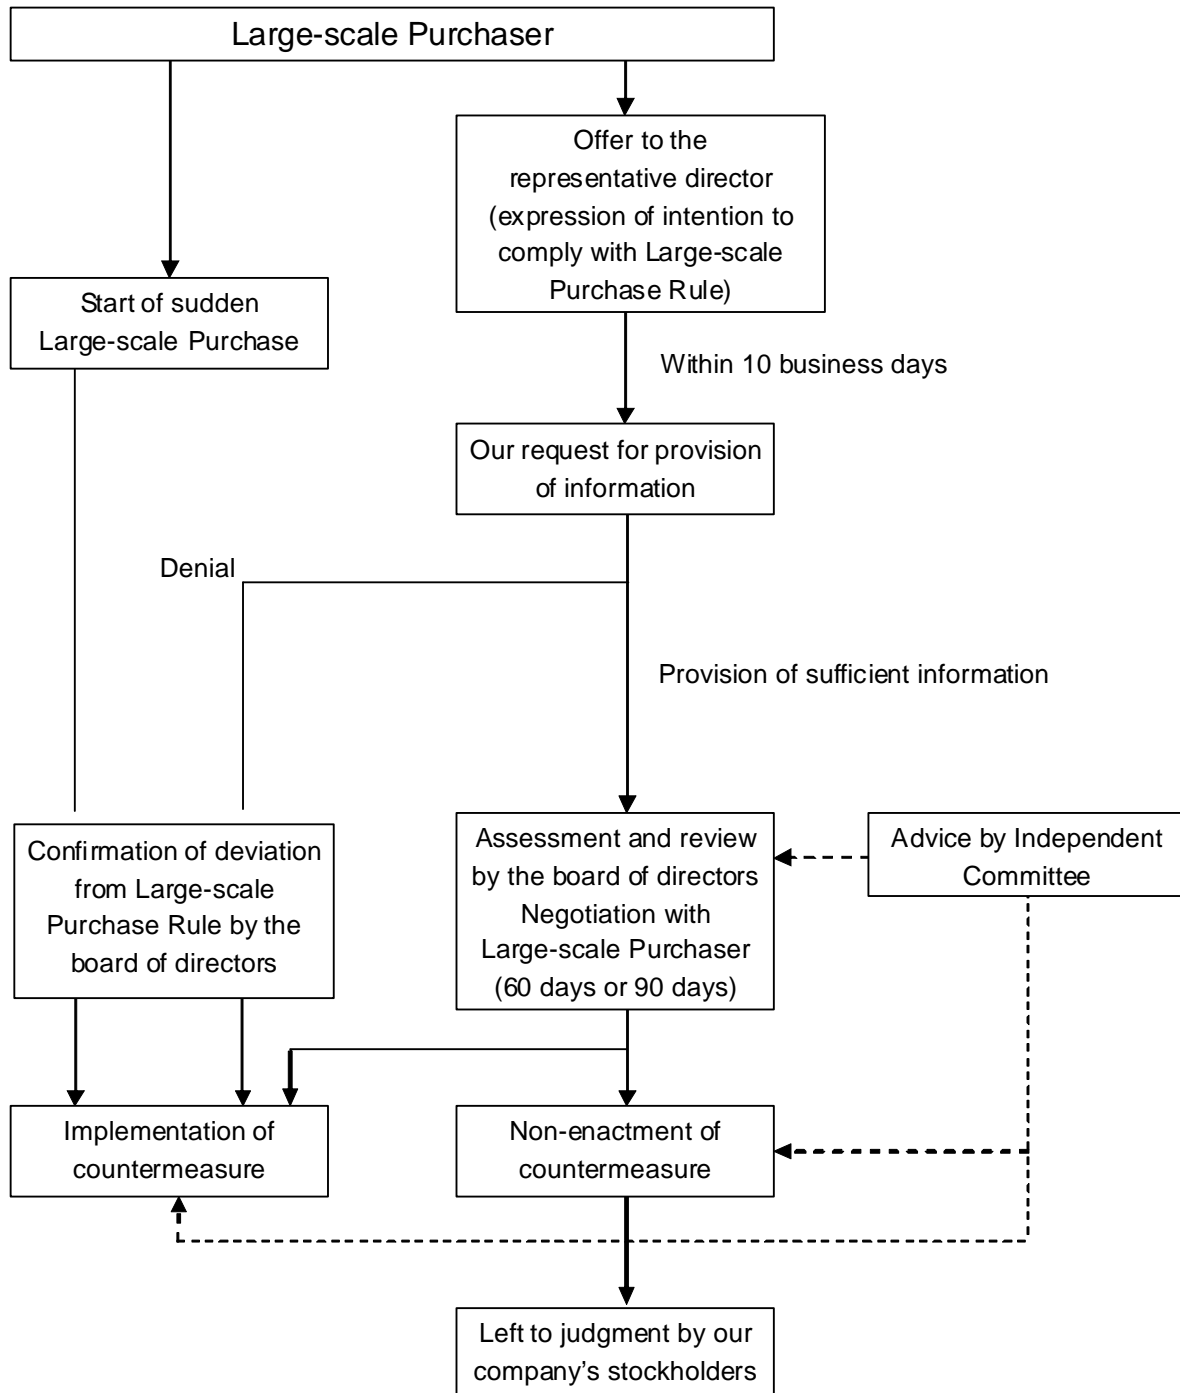 Large-scale Purchaser
Offer to the
representative director
(expression of intention to
comply with Large-scale
Purchase Rule)
Start of sudden
Large-scale Purchase
Within 10 business days
Our request for provision
of information
Denial
Provision of sufficient information
Confirmation of deviation
from Large-scale
Purchase Rule by the
board of directors
Assessment and review
by the board of directors
Negotiation with
Large-scale Purchaser
(60 days or 90 days)
Advice by Independent
Committee
Implementation of
countermeasure
Non-enactment of
countermeasure
Left to judgment by our
company’s stockholders